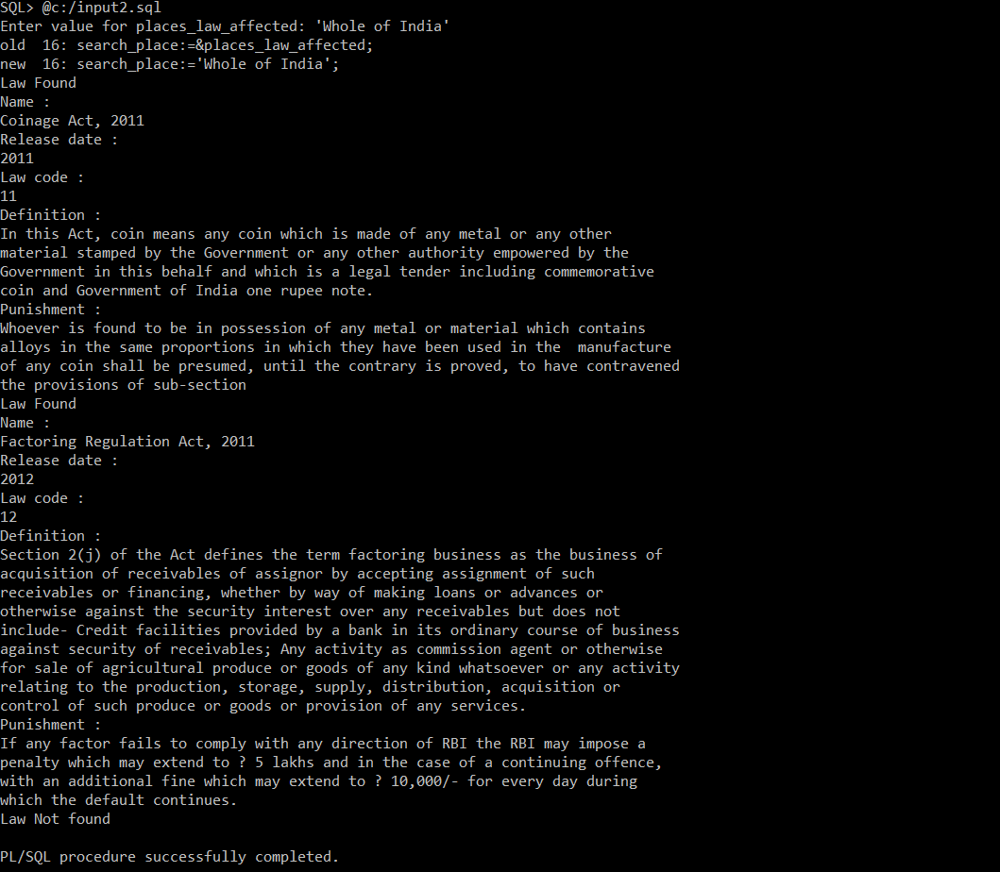 SQL> @c:/input2.sql
Enter value for places_law_affected: 'Whole of India'
old  16: search_place:=&places_law_affected;
new  16: search_place:='Whole of India';
Law Found
Name :
Coinage Act, 2011
Release date :
2011
Law code :
11
Definition :
In this Act, coin means any coin which is made of any metal or any other
material stamped by the Government or any other authority empowered by the
Government in this behalf and which is a legal tender including commemorative
coin and Government of India one rupee note.
Punishment :
Whoever is found to be in possession of any metal or material which contains
alloys in the same proportions in which they have been used in the  manufacture
of any coin shall be presumed, until the contrary is proved, to have contravened
the provisions of sub-section
Law Found
Name :
Factoring Regulation Act, 2011
Release date :
2012
Law code :
12
Definition :
Section 2(j) of the Act defines the term factoring business as the business of
acquisition of receivables of assignor by accepting assignment of such
receivables or financing, whether by way of making loans or advances or
otherwise against the security interest over any receivables but does not
include- Credit facilities provided by a bank in its ordinary course of business
against security of receivables; Any activity as commission agent or otherwise
for sale of agricultural produce or goods of any kind whatsoever or any activity
relating to the production, storage, supply, distribution, acquisition or
control of such produce or goods or provision of any services.
Punishment :
If any factor fails to comply with any direction of RBI the RBI may impose a
penalty which may extend to ? 5 lakhs and in the case of a continuing offence,
with an additional fine which may extend to ? 10,000/- for every day during
which the default continues.
Law Not found
PL/SQL procedure successfully completed.